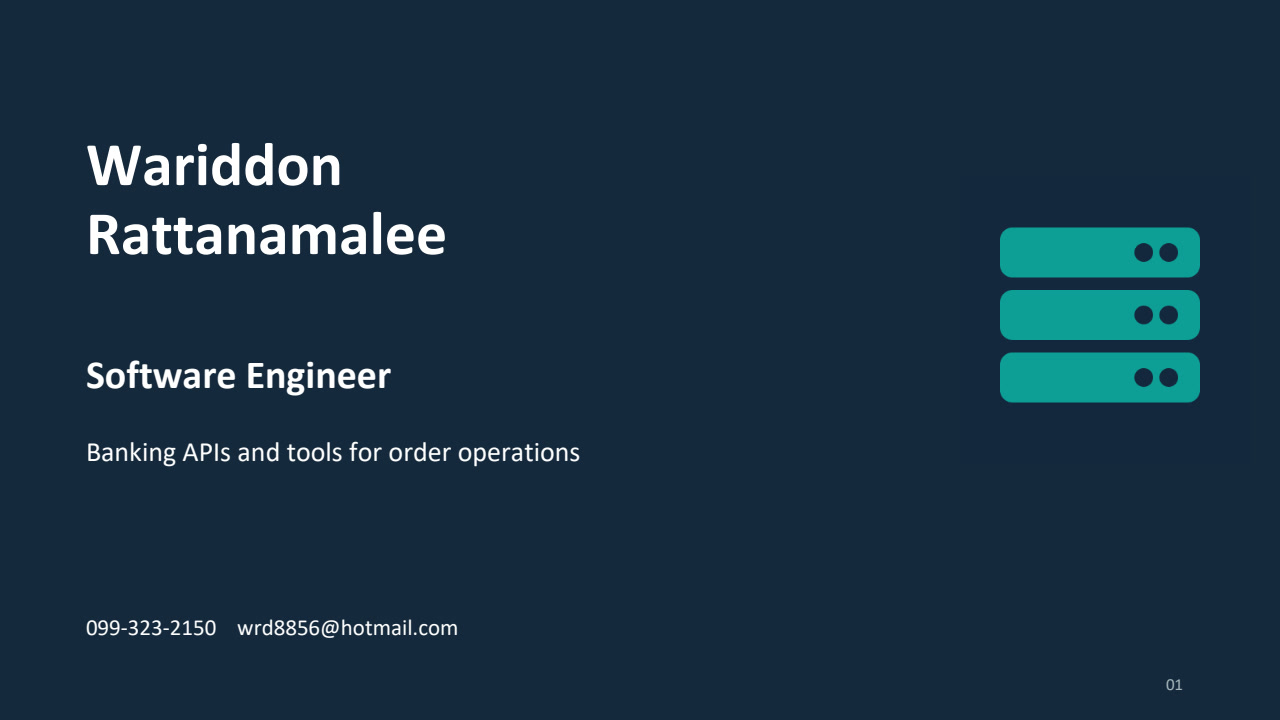 Wariddon
Rattanamalee
Software Engineer
Banking APIs and tools for order operations
099-323-2150 wrd8856@hotmail.com
01